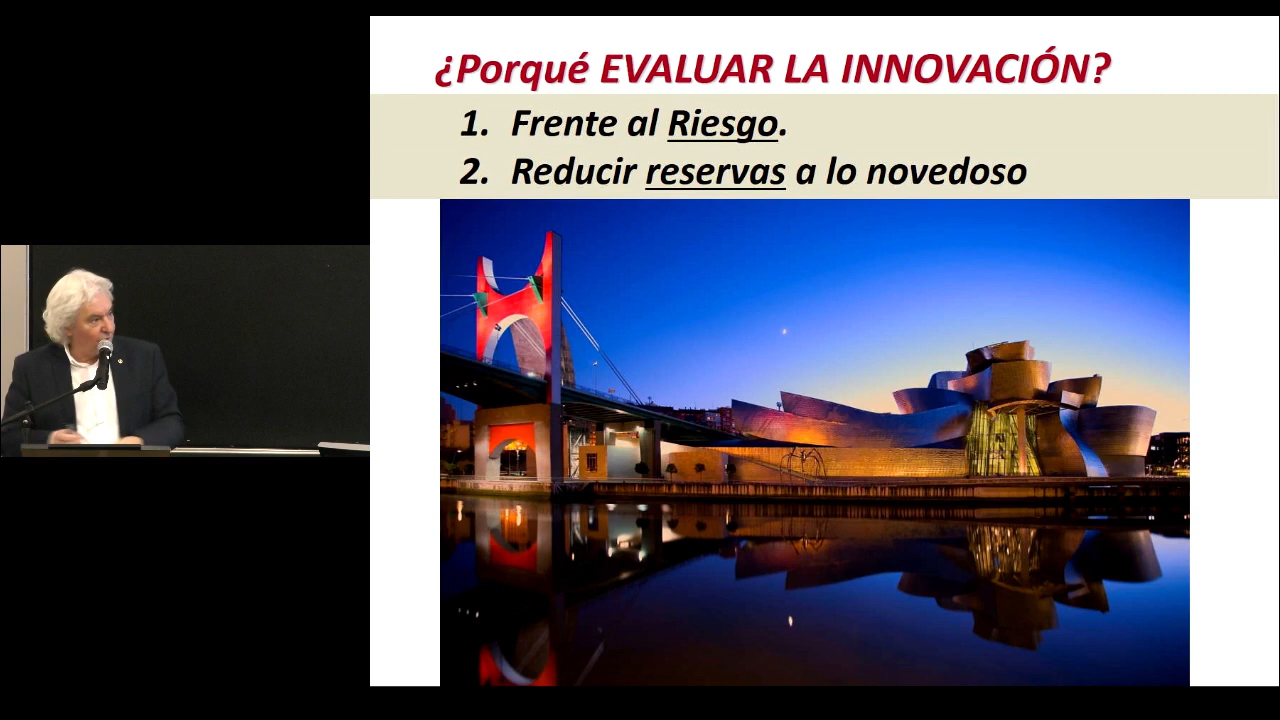 ¿Porqué EVALUAR LA INNOVACIÓN?
1. Frente al Riesgo.
2. Reducir reservas a lo novedoso